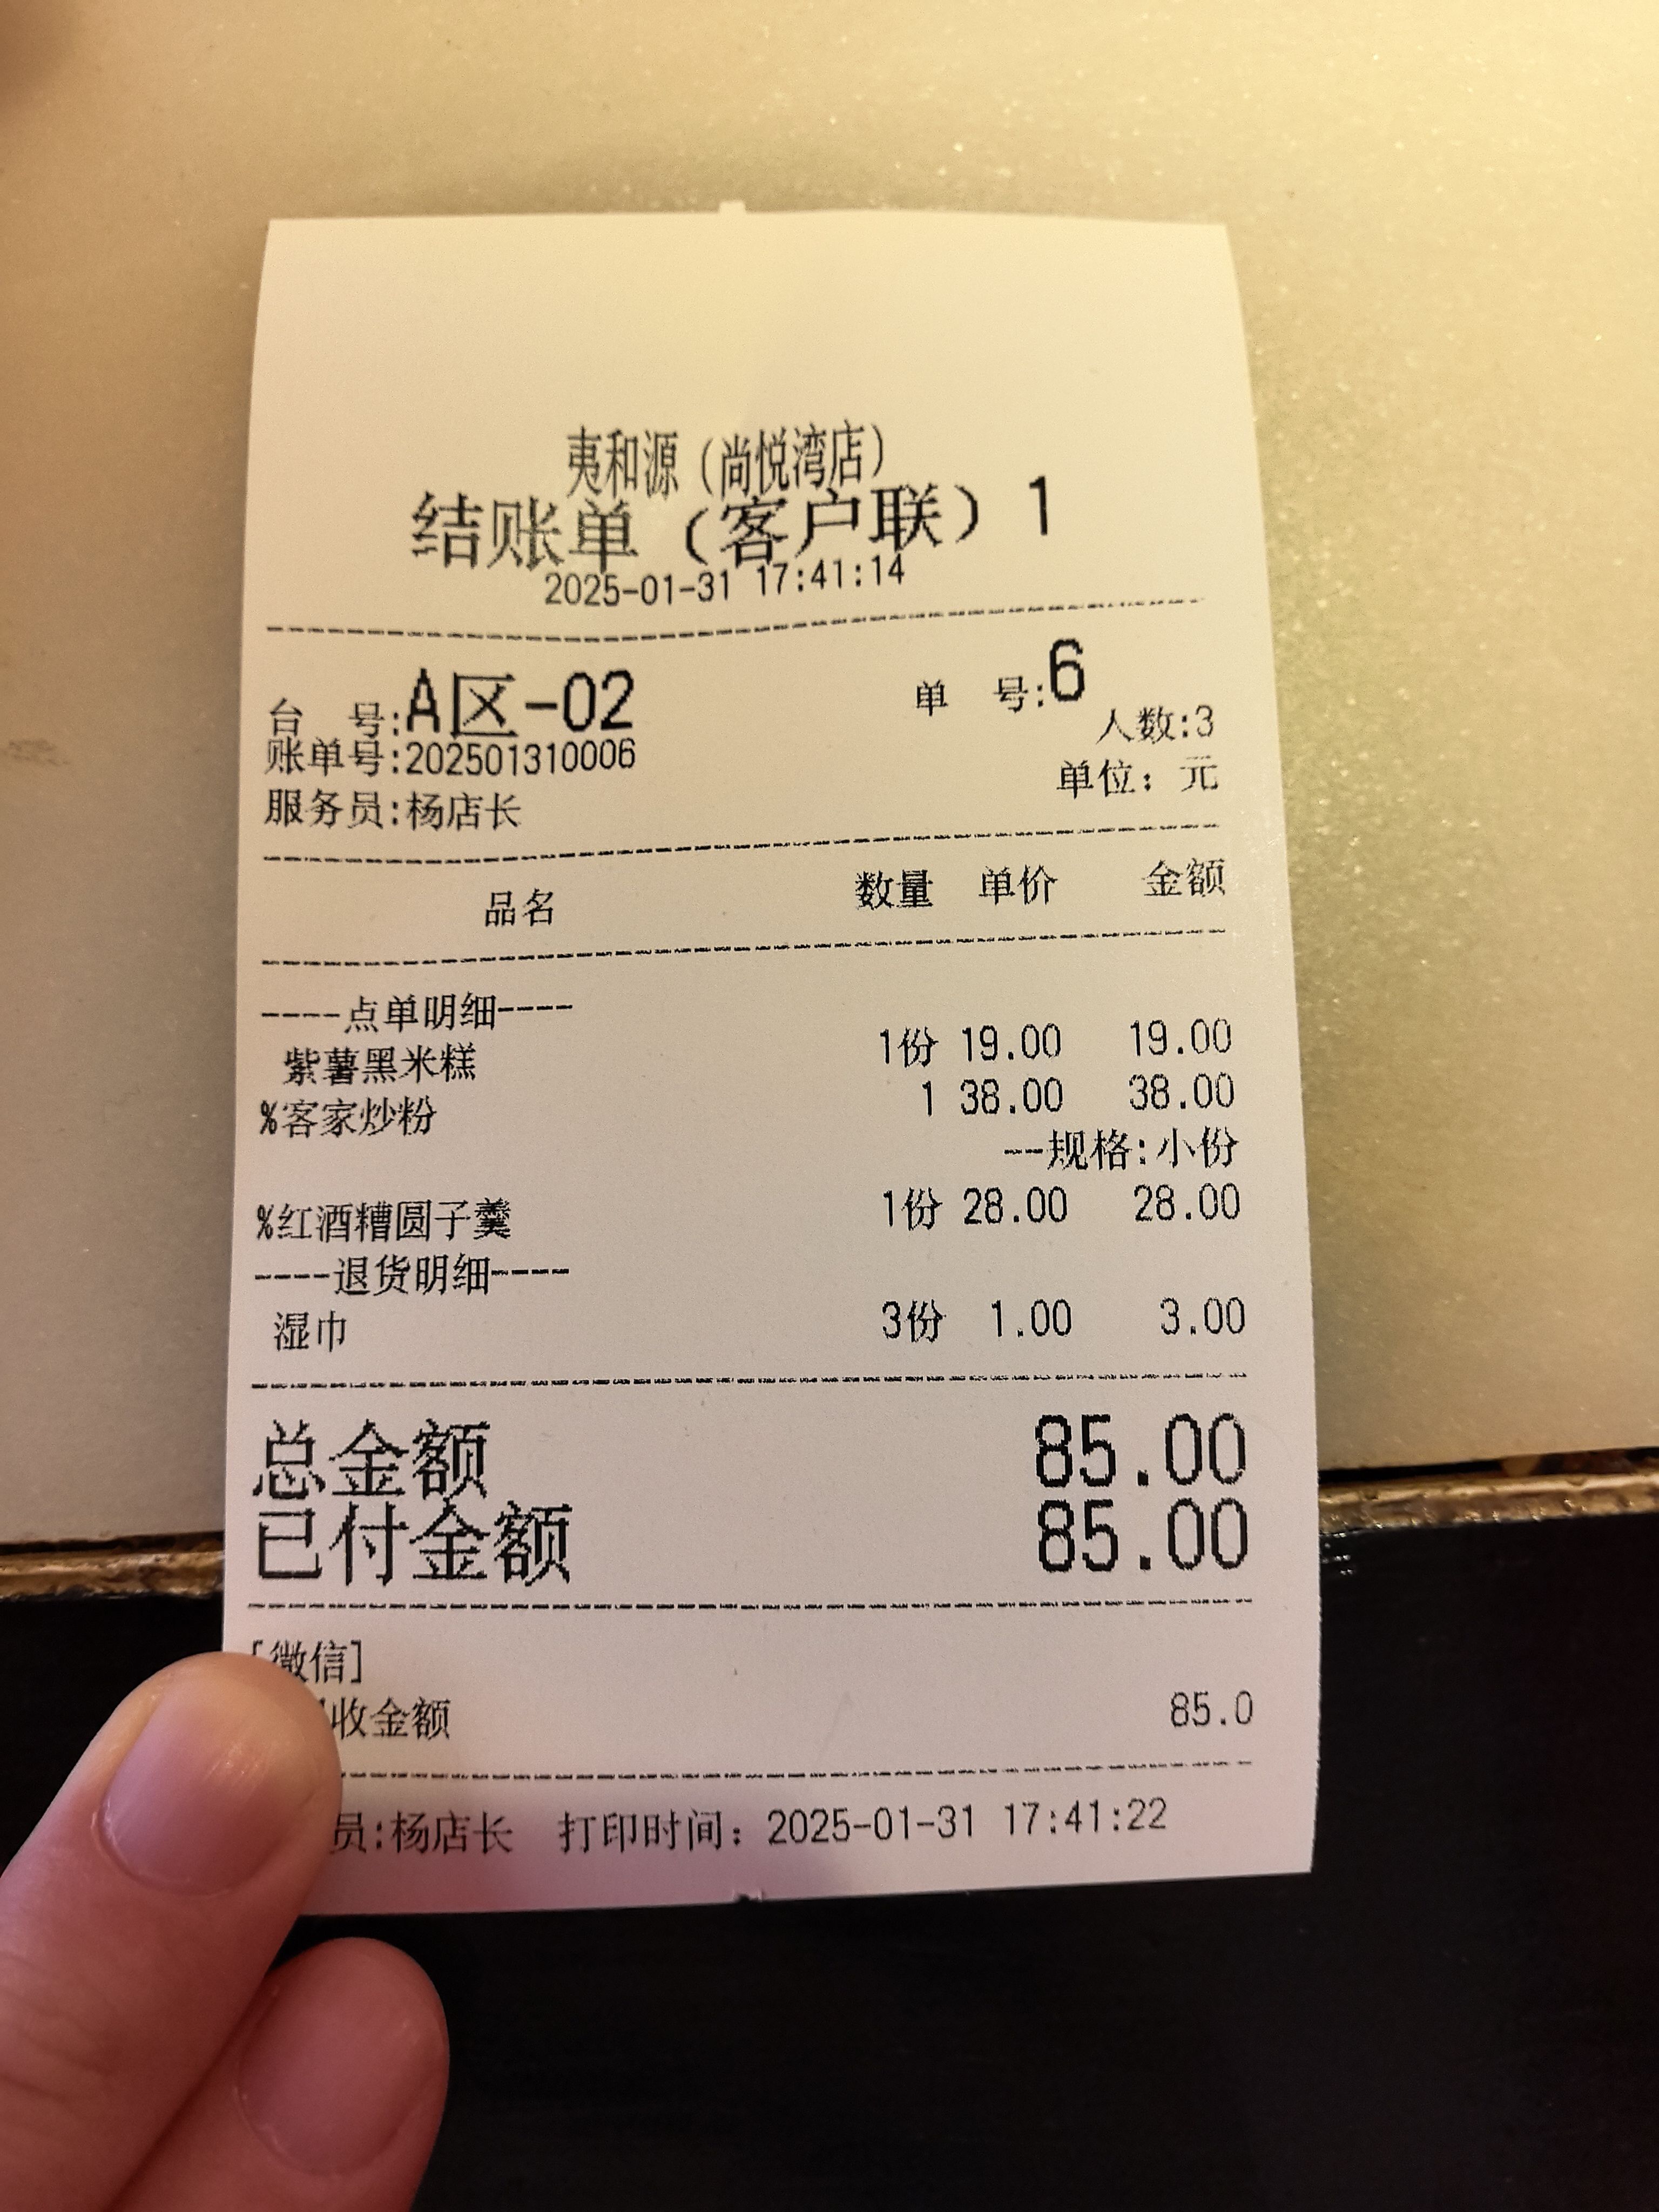 夷和源（尚悦湾店）
结账单（客户联）1
2025-01-31 17:41:14
台 号:A区-02 单 号:6
人数:3
账单号:202501310006
单位：元
服务员:杨店长
品名 数量 单价 金额
----点单明细----
紫薯黑米糕 1份 19.00 19.00
%客家炒粉 1 38.00 38.00
--规格:小份
%红酒糟圆子羹 1份 28.00 28.00
----退货明细----
湿巾 3份 1.00 3.00
总金额 85.00
已付金额 85.00
[微信]
收金额 85.0
员:杨店长 打印时间：2025-01-31 17:41:22